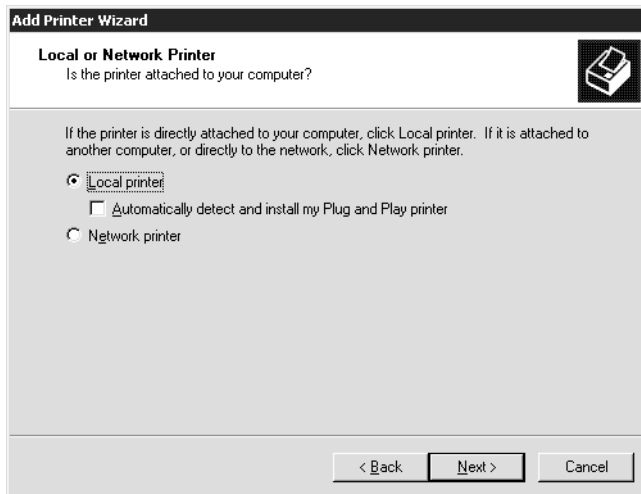 Add Printer Wizard
Local or Network Printer
Is the printer attached to your computer?
If the printer is directly attached to your computer, click Local printer. If it is attached to
another computer, or directly to the network, click Network printer.
Local printer
Automatically detect and install my Plug and Play printer
Network printer
< Back Next > Cancel